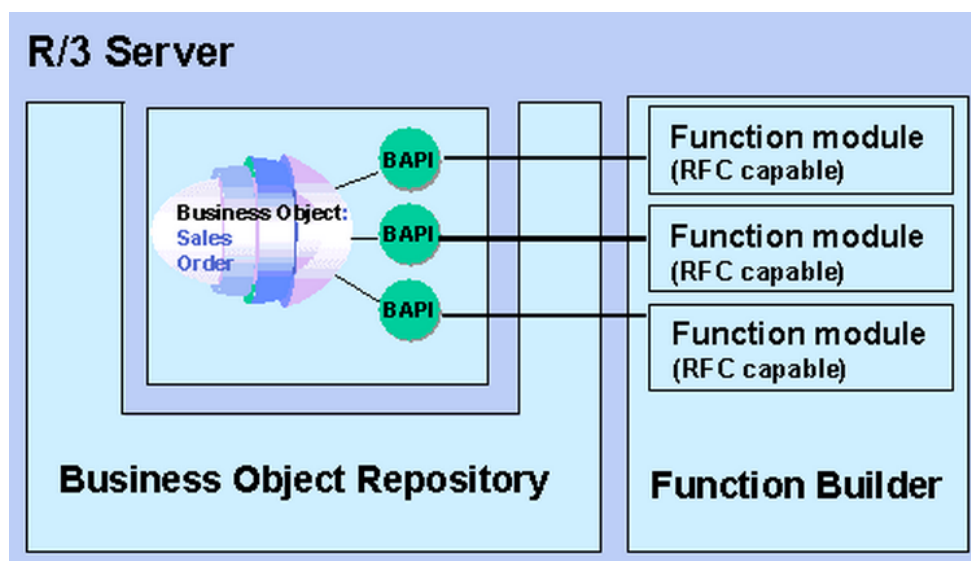 R/3 Server
BAPI
Business Object:
Sales
Order
BAPI
BAPI
Business Object Repository
Function module
(RFC capable)
Function module
(RFC capable)
Function module
(RFC capable)
Function Builder